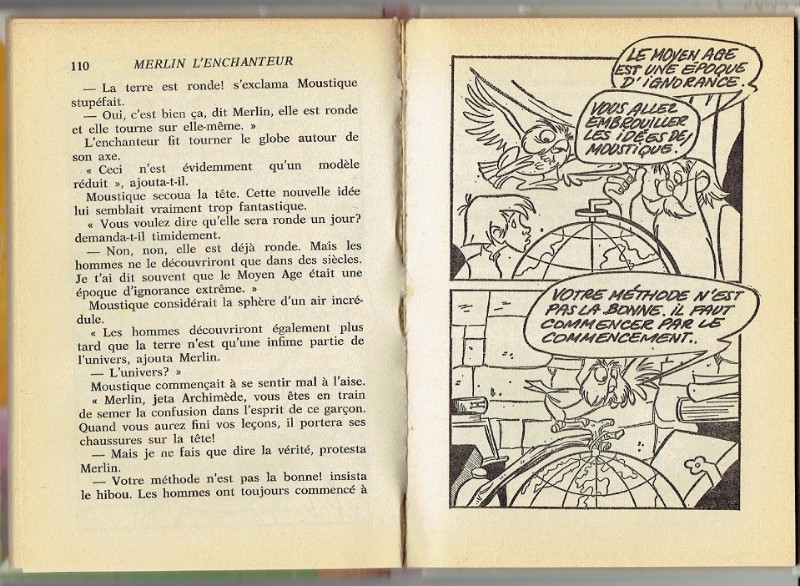 110 MERLIN L'ENCHANTEUR
— La terre est ronde! s'exclama Moustique
stupéfait.
— Oui, c'est bien ça, dit Merlin, elle est ronde
et elle tourne sur elle-même. »
L'enchanteur fit tourner le globe autour de
son axe.
« Ceci n'est évidemment qu'un modèle
réduit », ajouta-t-il.
Moustique secoua la tête. Cette nouvelle idée
lui semblait vraiment trop fantastique.
« Vous voulez dire qu'elle sera ronde un jour?
demanda-t-il timidement.
— Non, non, elle est déjà ronde. Mais les
hommes ne le découvriront que dans des siècles.
Je t'ai dit souvent que le Moyen Age était une
époque d'ignorance extrême. »
Moustique considérait la sphère d'un air incré-
dule.
« Les hommes découvriront également plus
tard que la terre n'est qu'une infime partie de
l'univers, ajouta Merlin.
— L'univers? »
Moustique commençait à se sentir mal à l'aise.
« Merlin, jeta Archimède, vous êtes en train
de semer la confusion dans l'esprit de ce garçon.
Quand vous aurez fini vos leçons, il portera ses
chaussures sur la tête!
— Mais je ne fais que dire la vérité, protesta
Merlin.
— Votre méthode n'est pas la bonne! insista
le hibou. Les hommes ont toujours commencé à
LE MOYEN AGE
EST UNE ÉPOQUE
D'IGNORANCE.
VOUS ALLEZ
EMBROUILLER
LES IDÉES DE
MOUSTIQUE!
VOTRE MÉTHODE N'EST
PAS LA BONNE. IL FAUT
COMMENCER PAR LE
COMMENCEMENT..